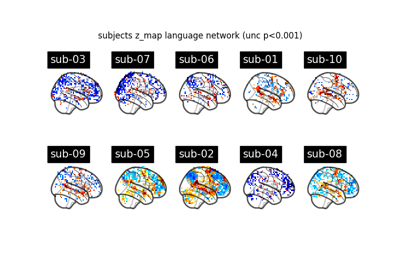 subjects z_map language network (unc p<0.001)
sub-03 sub-07 sub-06 sub-01 sub-10
sub-09 sub-05 sub-02 sub-04 sub-08